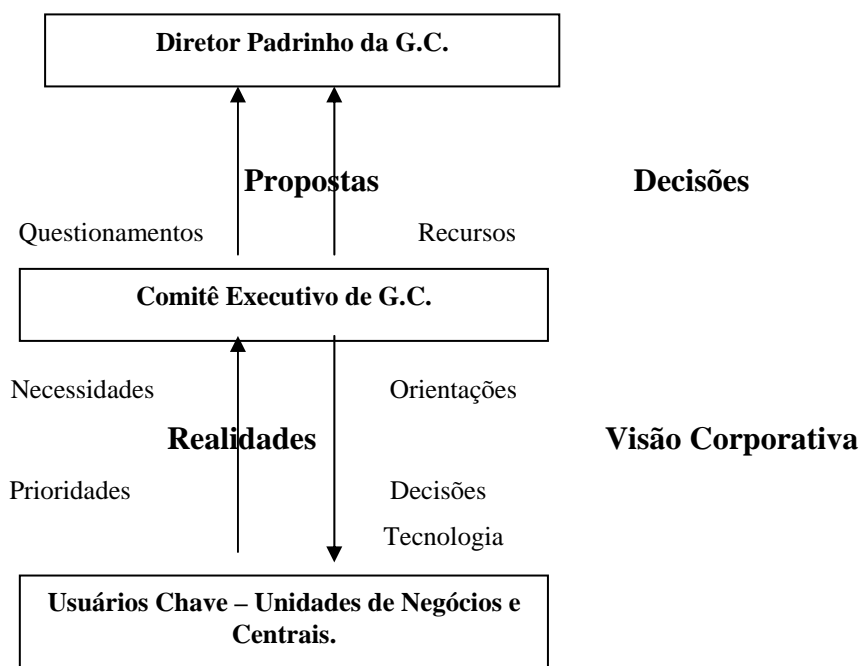 Diretor Padrinho da G.C.
Propostas Decisões
Questionamentos Recursos
Comitê Executivo de G.C.
Necessidades Orientações
Realidades Visão Corporativa
Prioridades Decisões
Tecnologia
Usuários Chave – Unidades de Negócios e
Centrais.